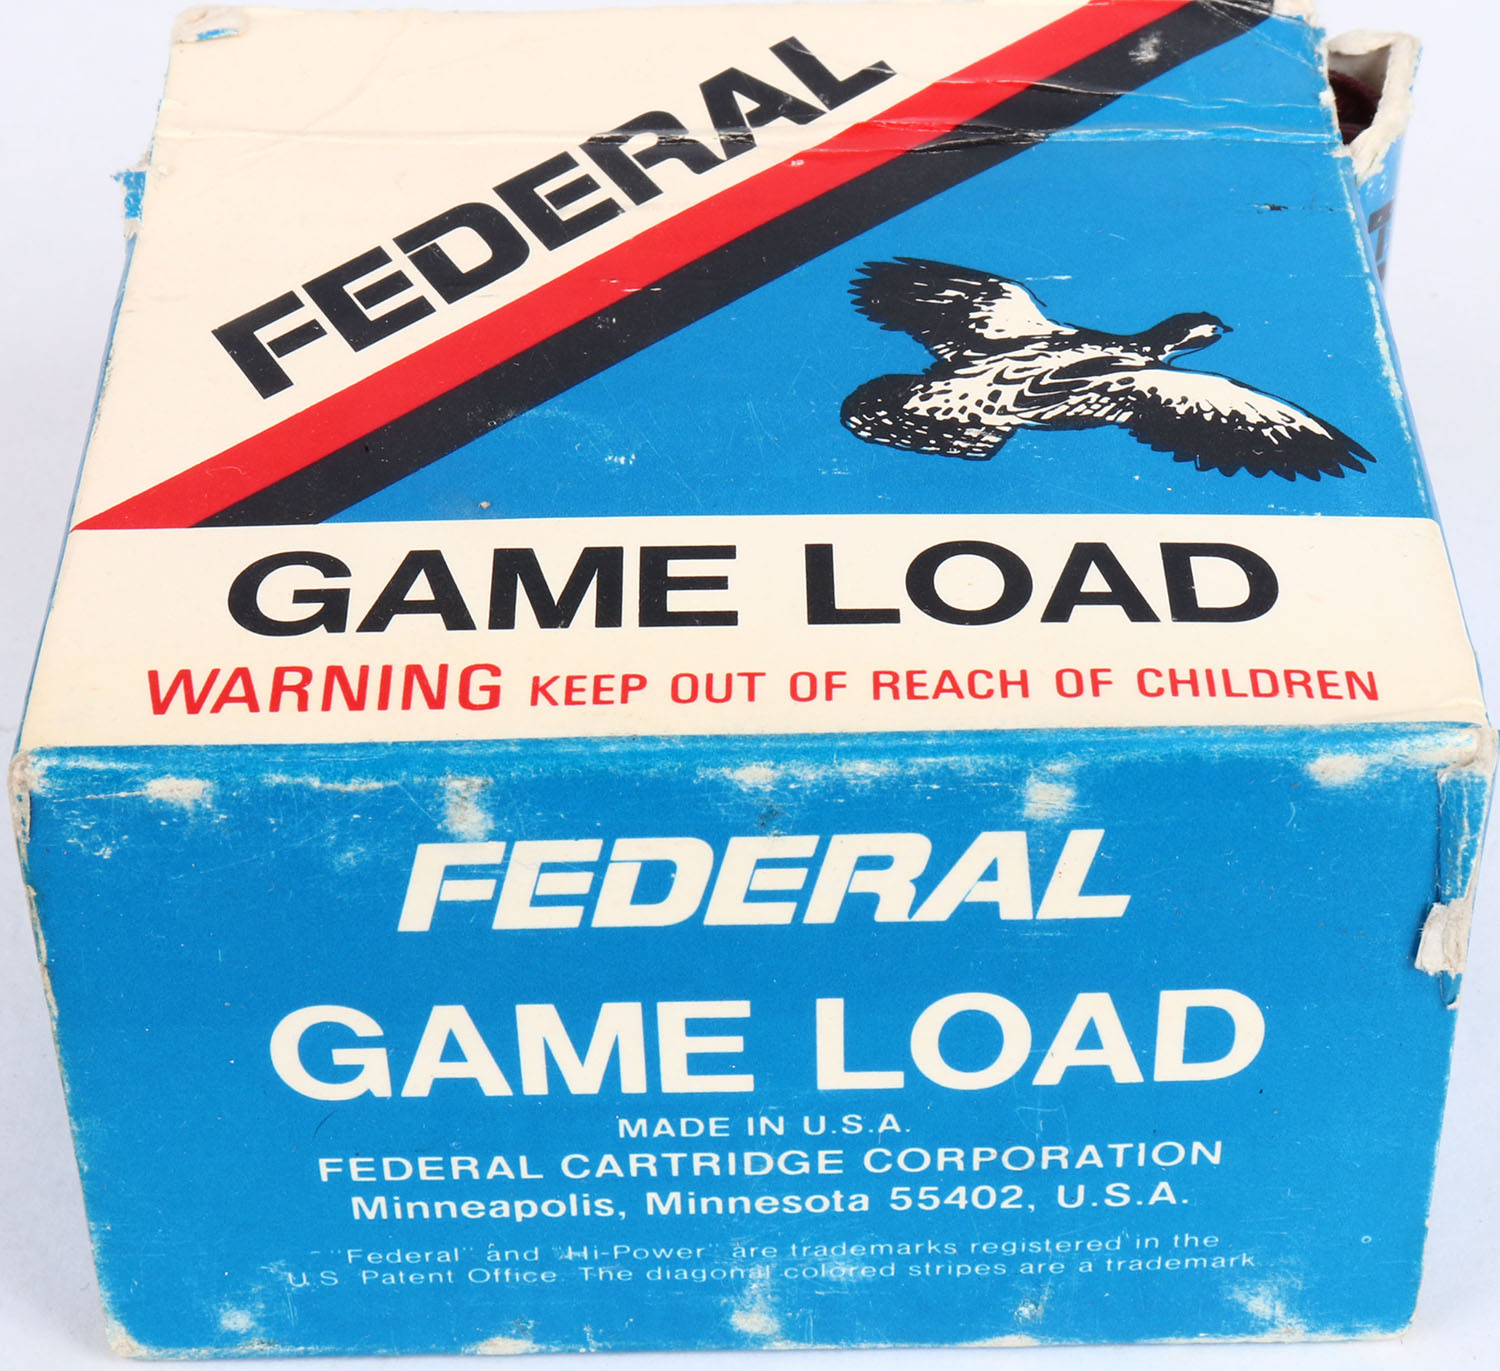 FEDERAL
GAME LOAD
WARNING KEEP OUT OF REACH OF CHILDREN
FEDERAL
GAME LOAD
MADE IN U.S.A.
FEDERAL CARTRIDGE CORPORATION
Minneapolis, Minnesota 55402, U.S.A.
"Federal" and "Hi-Power" are trademarks registered in the
U.S. Patent Office. The diagonal colored stripes are a trademark.